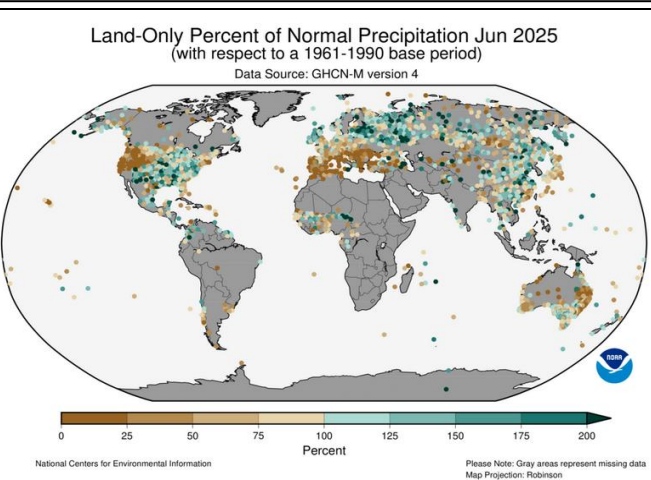 Land-Only Percent of Normal Precipitation Jun 2025
(with respect to a 1961-1990 base period)
Data Source: GHCN-M version 4
NOAA
0 25 50 75 100 125 150 175 200
Percent
National Centers for Environmental Information
Please Note: Gray areas represent missing data
Map Projection: Robinson